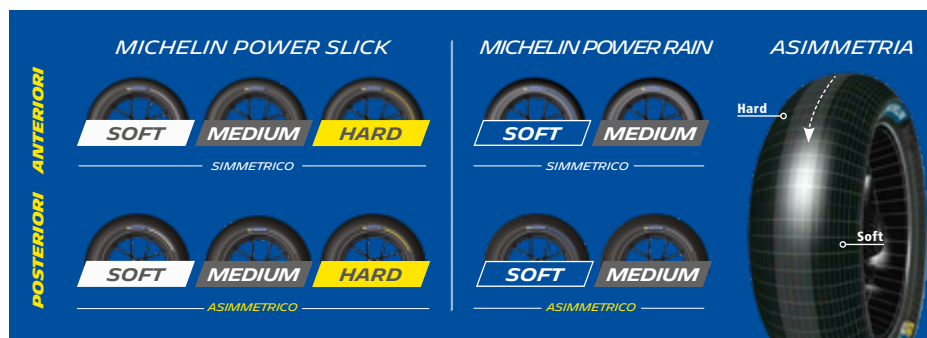 MICHELIN POWER SLICK
MICHELIN POWER RAIN
ASIMMETRIA
ANTERIORI
SOFT
MEDIUM
HARD
SIMMETRICO
SOFT
MEDIUM
SIMMETRICO
POSTERIORI
SOFT
MEDIUM
HARD
ASIMMETRICO
SOFT
MEDIUM
ASIMMETRICO
Hard
Soft